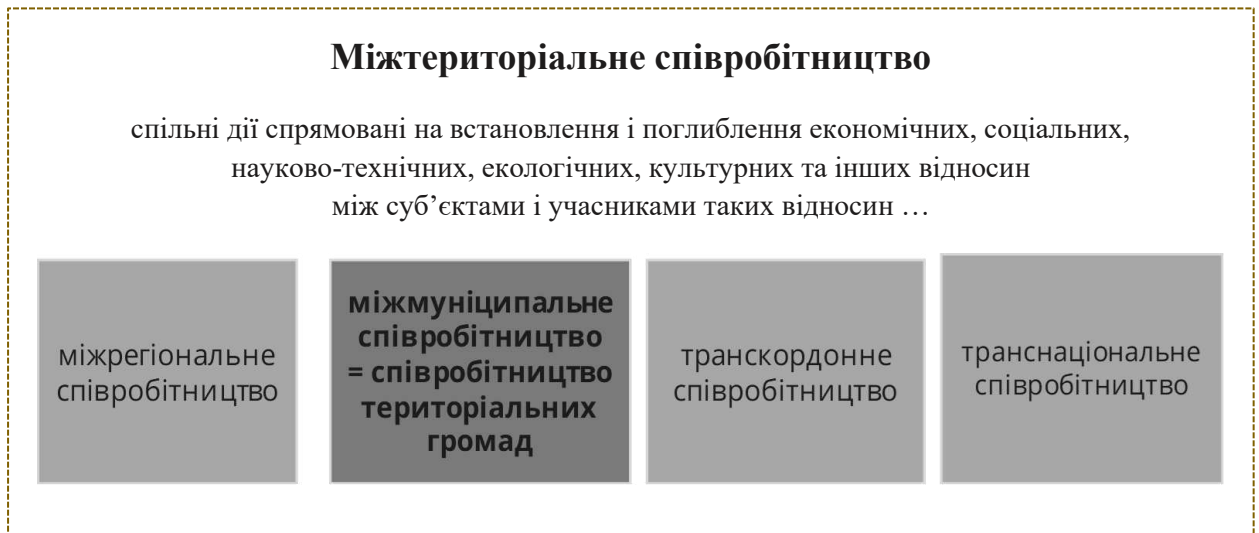 Міжтериторіальне співробітництво
спільні дії спрямовані на встановлення і поглиблення економічних, соціальних,
науково-технічних, екологічних, культурних та інших відносин
між суб’єктами і учасниками таких відносин …
міжрегіональне
співробітництво
міжмуніципальне
співробітництво
= співробітництво
територіальних
громад
транскордонне
співробітництво
транснаціональне
співробітництво